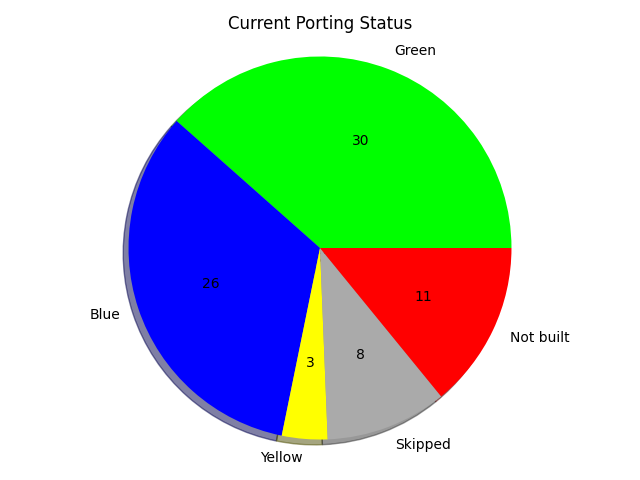 Current Porting Status
Green
30
26
11
Blue
Not built
3
8
Skipped
Yellow